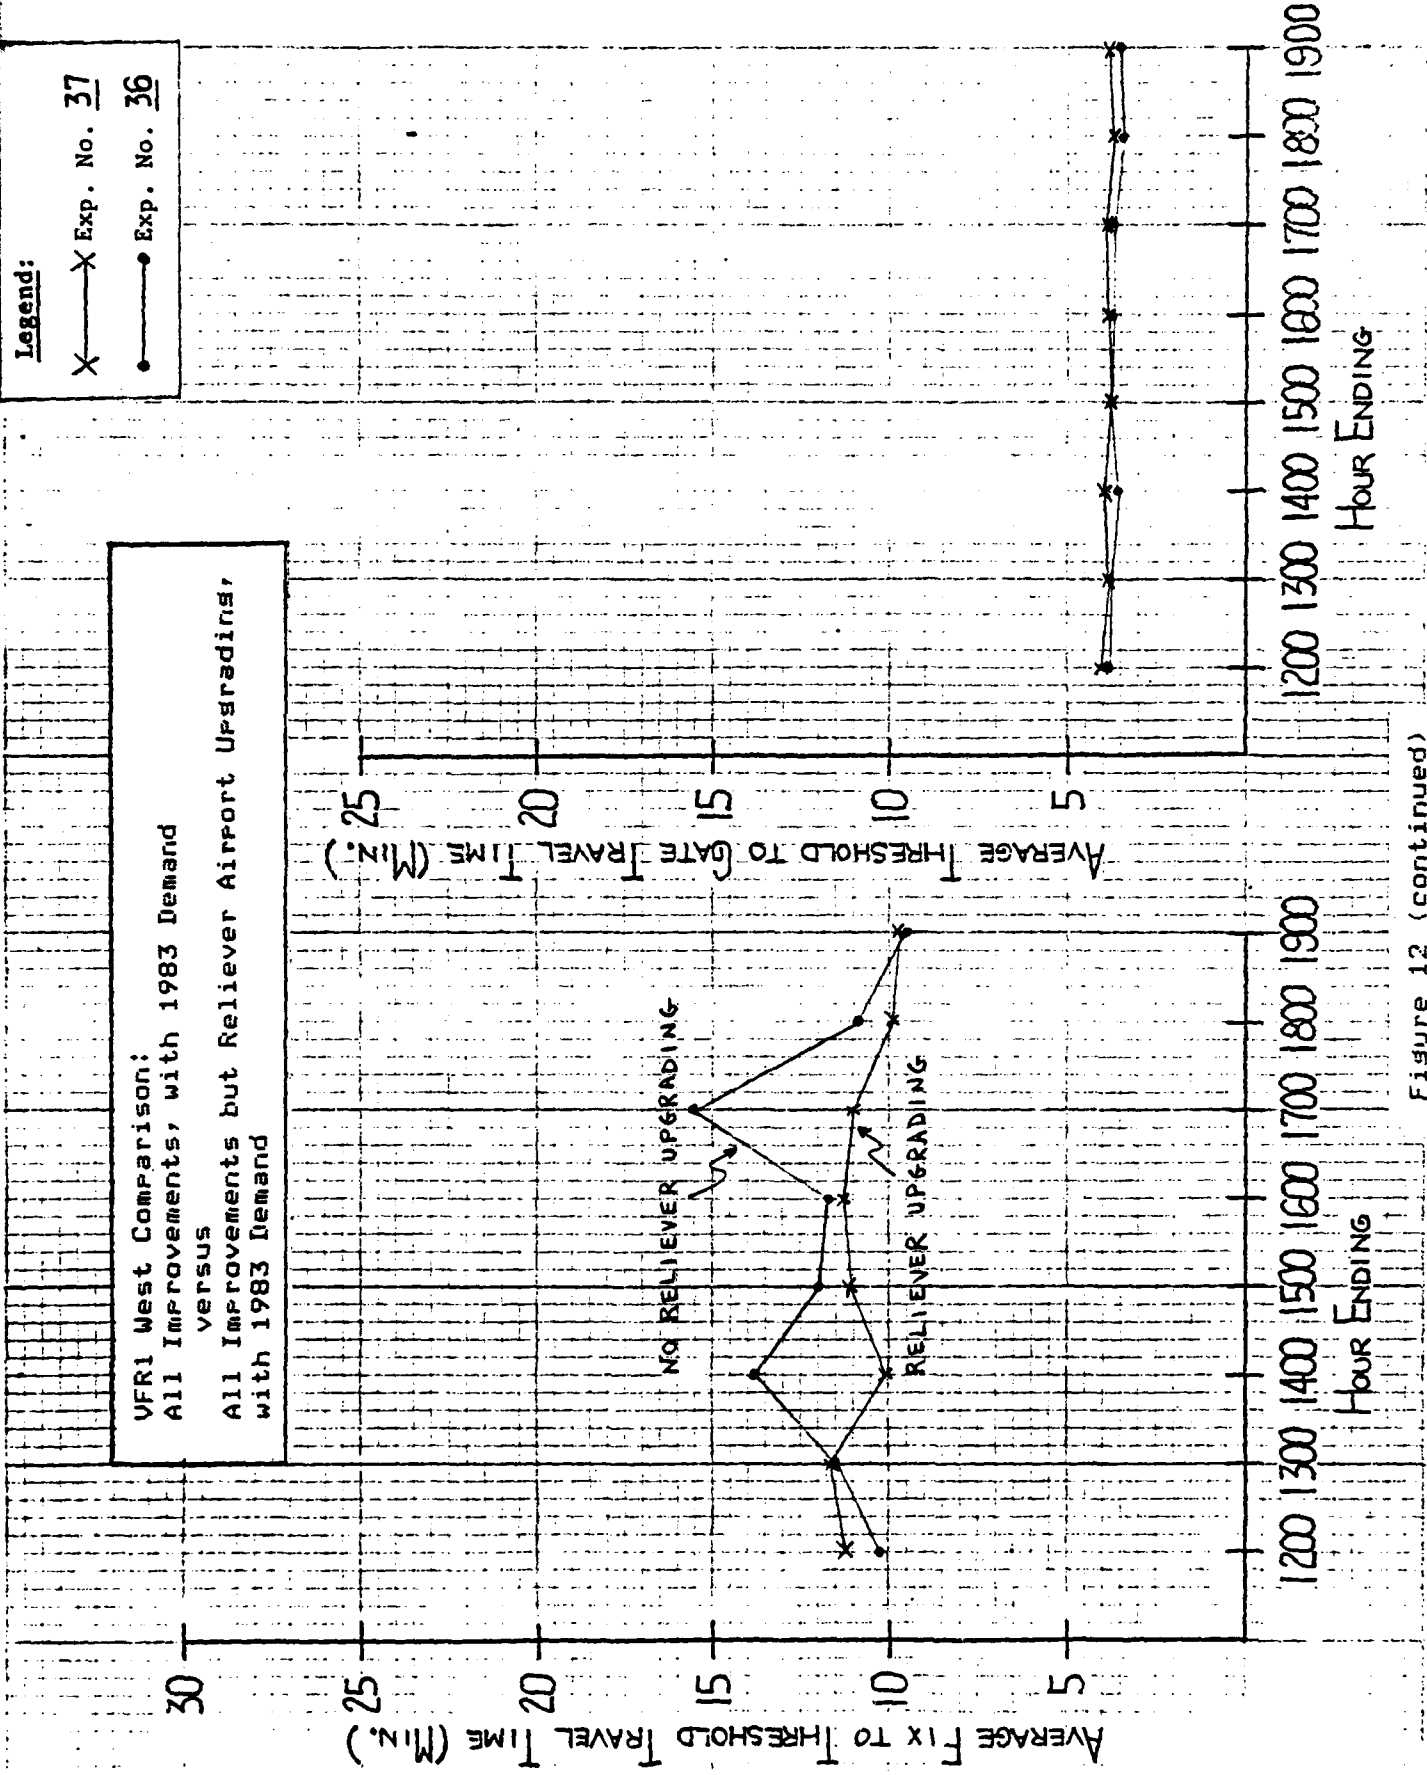 Legend:
X——X Exp. No. 37
●——● Exp. No. 36
VFR1 West Comparison:
All Improvements, with 1983 Demand
versus
All Improvements but Reliever Airport Upgrading,
with 1983 Demand
AVERAGE FIX TO THRESHOLD TRAVEL TIME (MIN.)
30
25
20
15
10
5
NO RELIEVER UPGRADING
RELIEVER UPGRADING
1200 1300 1400 1500 1600 1700 1800 1900
HOUR ENDING
AVERAGE THRESHOLD TO GATE TRAVEL TIME (MIN.)
25
20
15
10
5
1200 1300 1400 1500 1600 1700 1800 1900
HOUR ENDING
Figure 12 (continued)